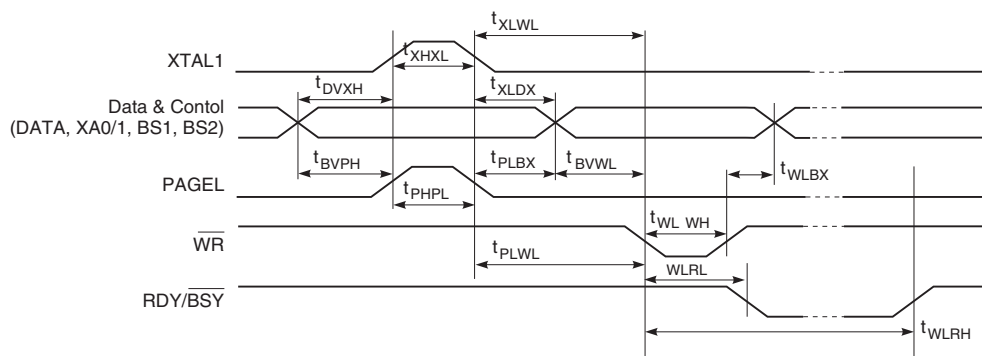 tXLWL
XTAL1
tXHXL
tDVXH
tXLDX
Data & Contol
(DATA, XA0/1, BS1, BS2)
tBVPH
tPLBX
tBVWL
tWLBX
PAGEL
tPHPL
tWL WH
WR
tPLWL
WLRL
RDY/BSY
tWLRH